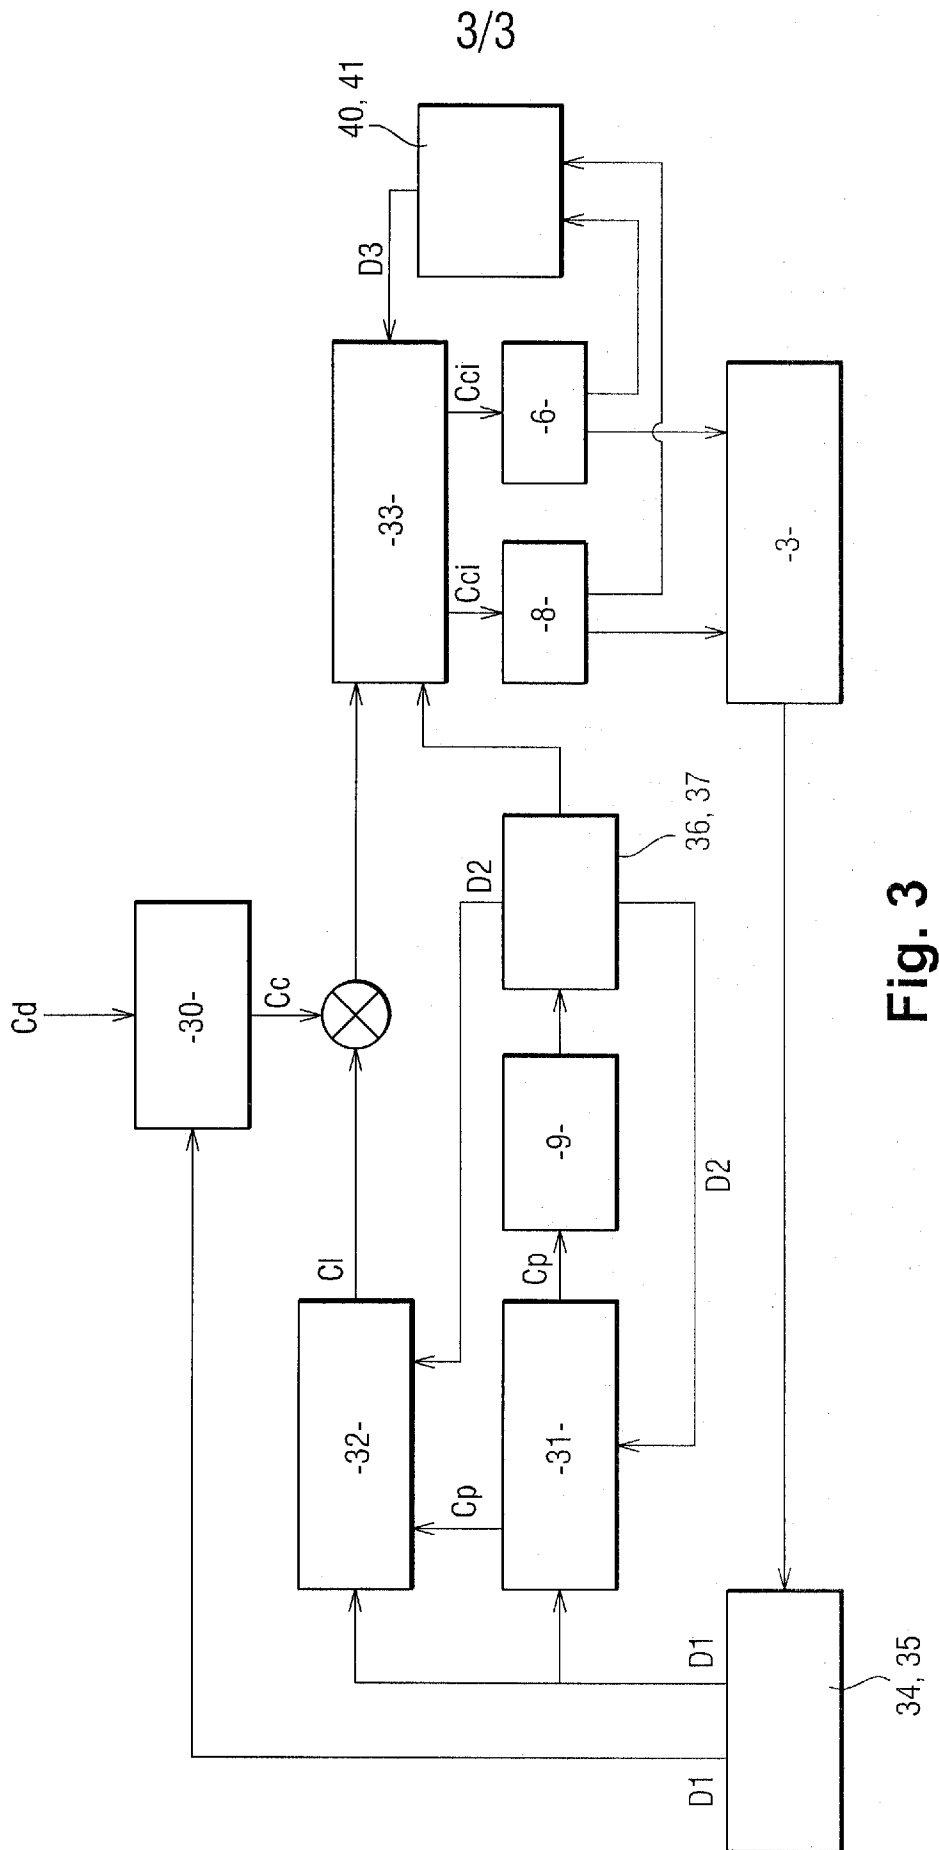 3/3
Cd
-30-
Cc
Cl
-32-
Cp
-31-
Cp
-9-
D2
36, 37
D2
-33-
D3
40, 41
Cci
Cci
-8-
-6-
-3-
D1
D1
34, 35
Fig. 3